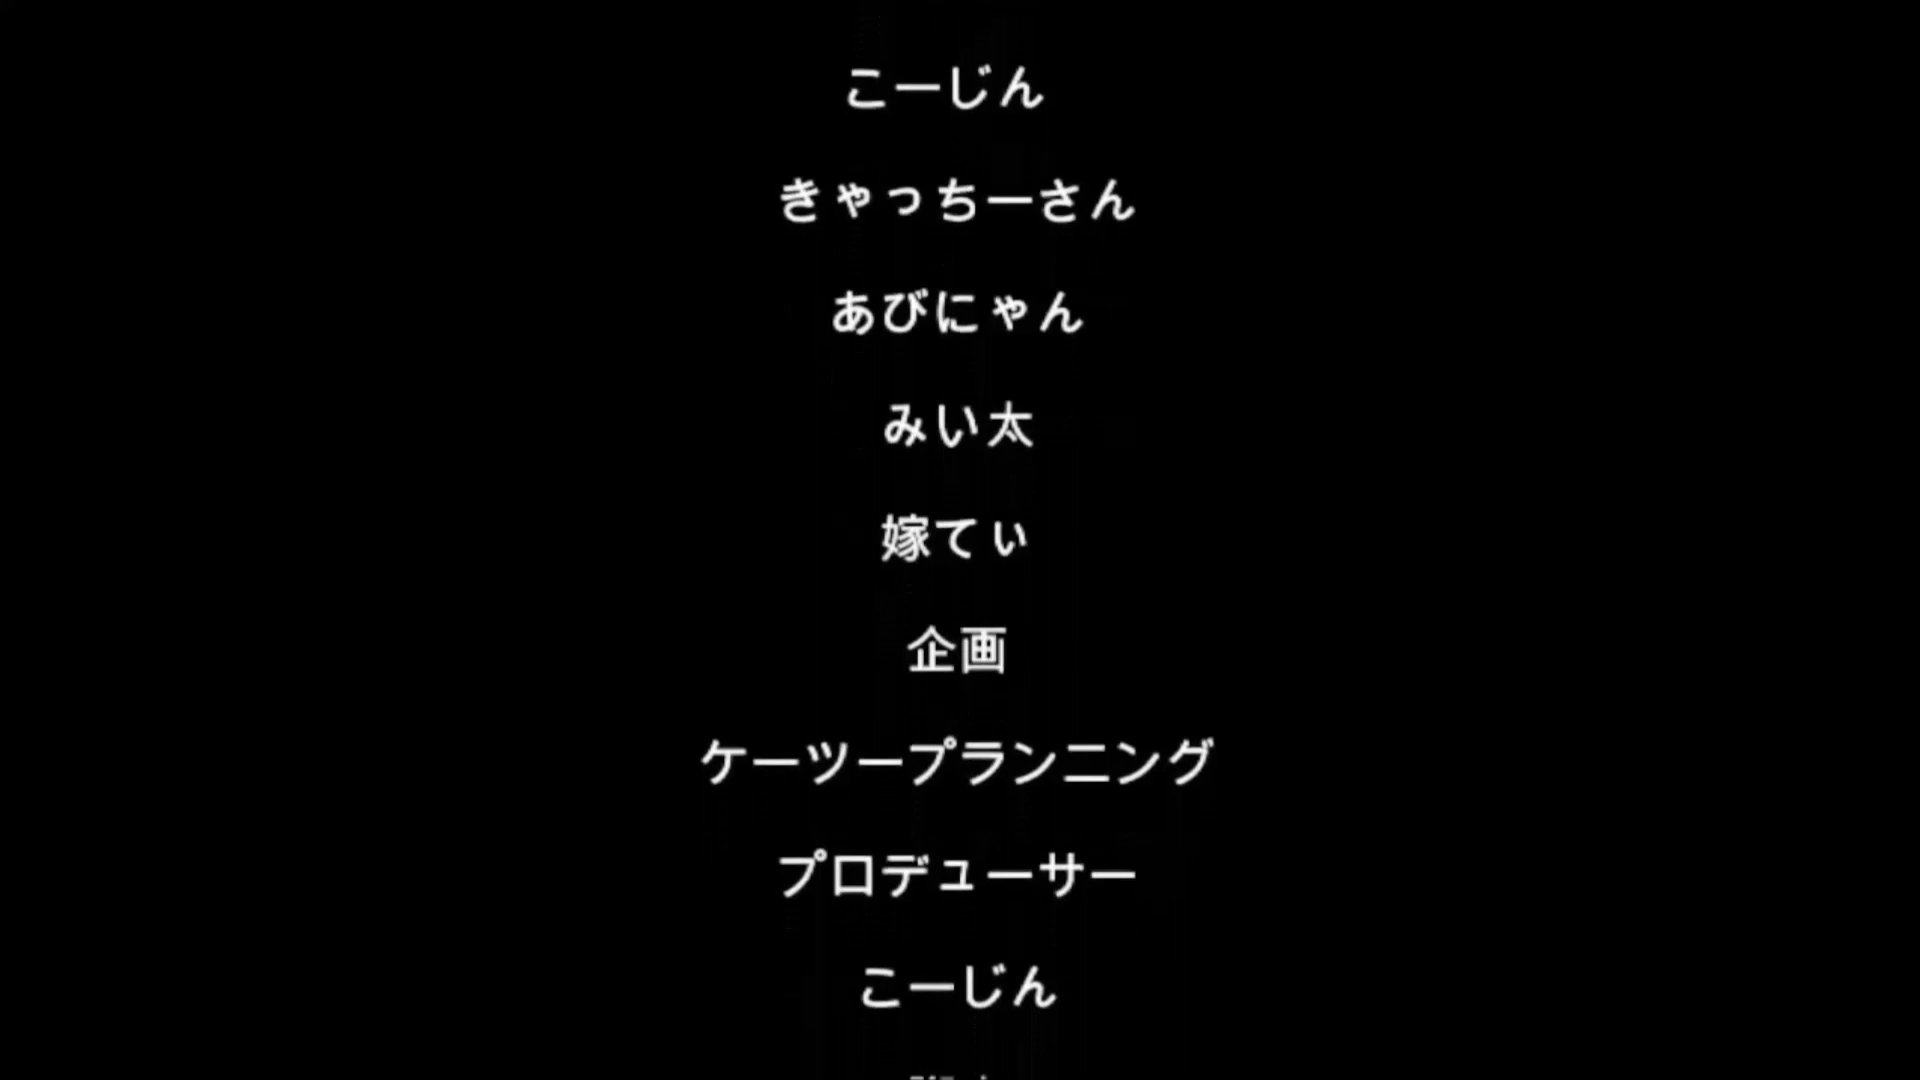 こーじん
きゃっちーさん
あびにゃん
みい太
嫁てぃ
企画
ケーツープランニング
プロデューサー
こーじん